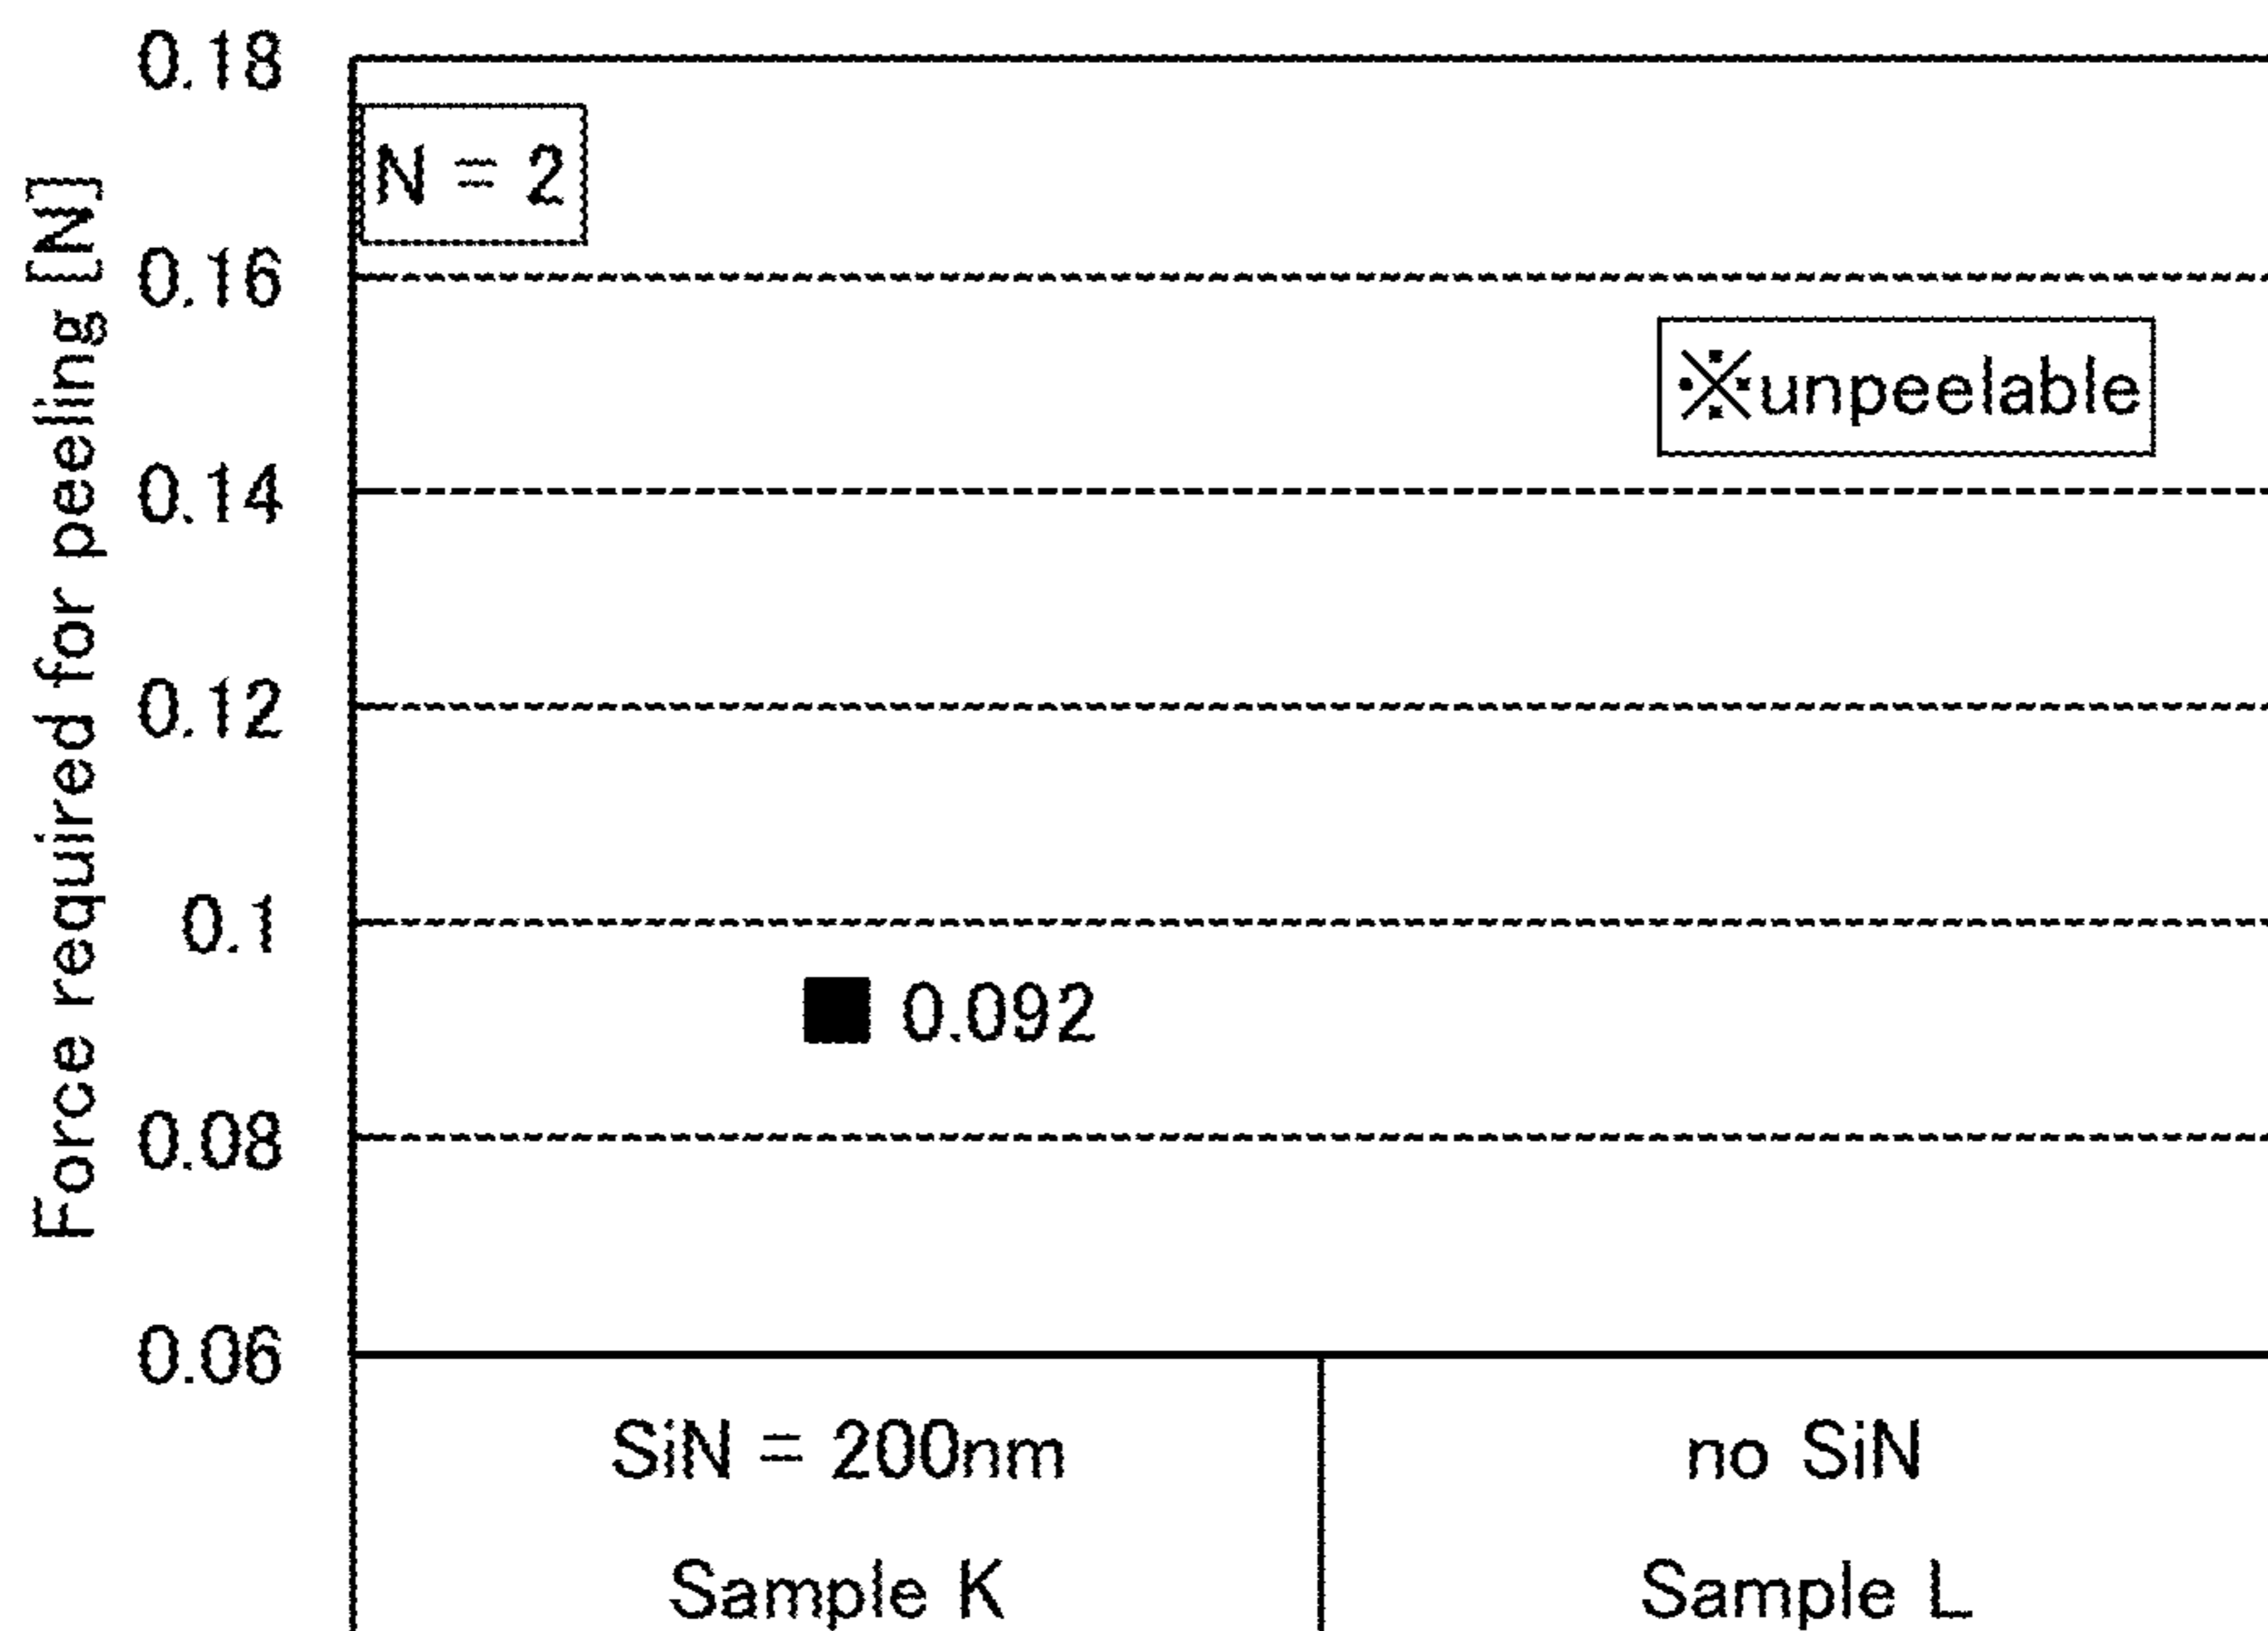 Force required for peeling [N]
0.18
0.16
0.14
0.12
0.1
0.08
0.06
N = 2
※unpeelable
0.092
SiN = 200nm
Sample K
no SiN
Sample L